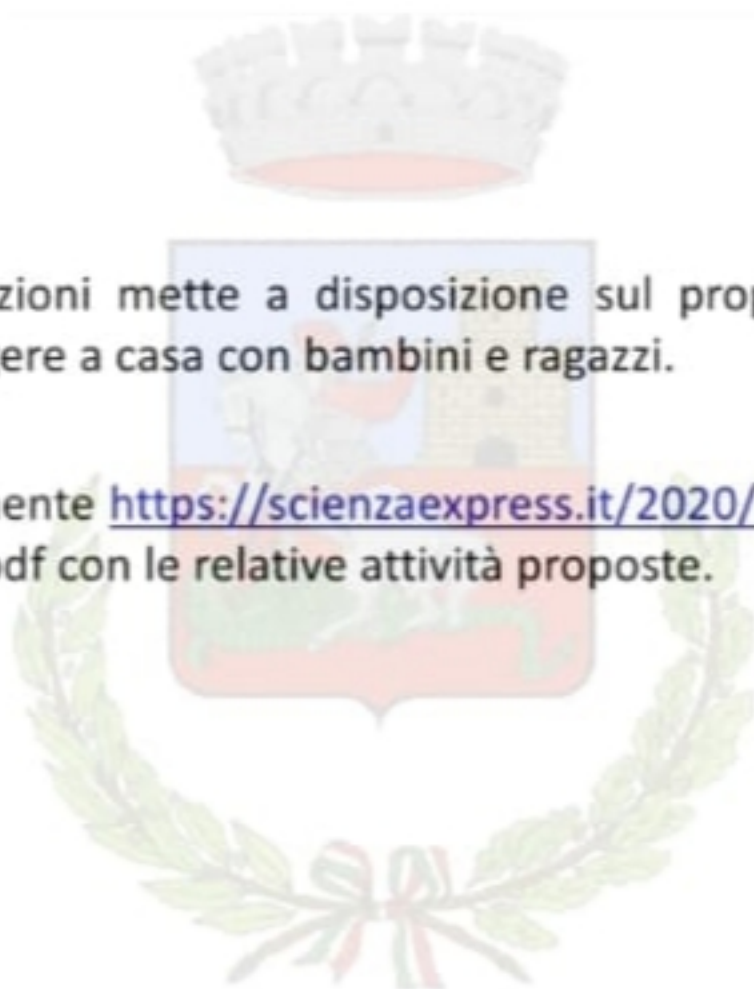 zioni mette a disposizione sul prop
ere a casa con bambini e ragazzi.
ente https://scienzaexpress.it/2020/
df con le relative attività proposte.